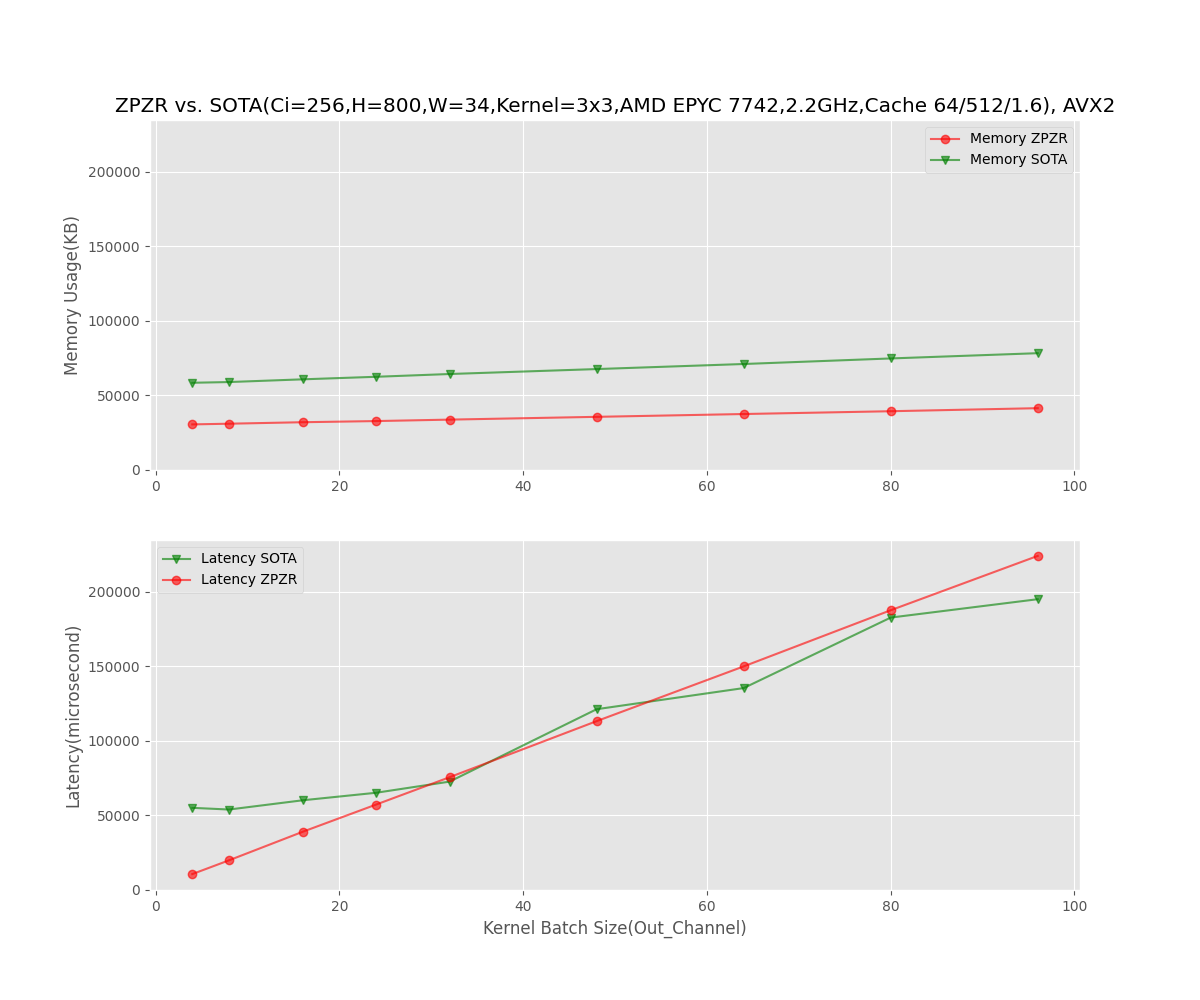 ZPZR vs. SOTA(Ci=256,H=800,W=34,Kernel=3x3,AMD EPYC 7742,2.2GHz,Cache 64/512/1.6), AVX2
Memory ZPZR
Memory SOTA
Memory Usage(KB)
200000
150000
100000
50000
0
0 20 40 60 80 100
Latency SOTA
Latency ZPZR
Latency(microsecond)
200000
150000
100000
50000
0
0 20 40 60 80 100
Kernel Batch Size(Out_Channel)